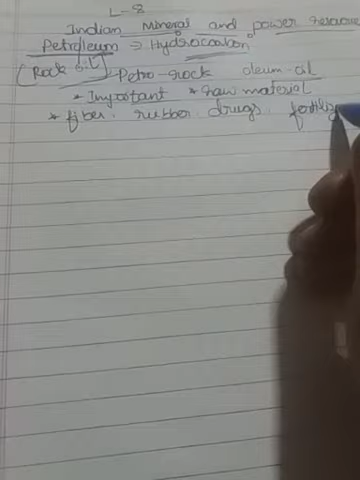 L-8
Indian Mineral and power resource
Petroleum ⇒ Hydrocarbon
(Rock oil) Petro-rock oleum-oil
* Important * Raw material
* fiber. rubber. drugs. fertiliz